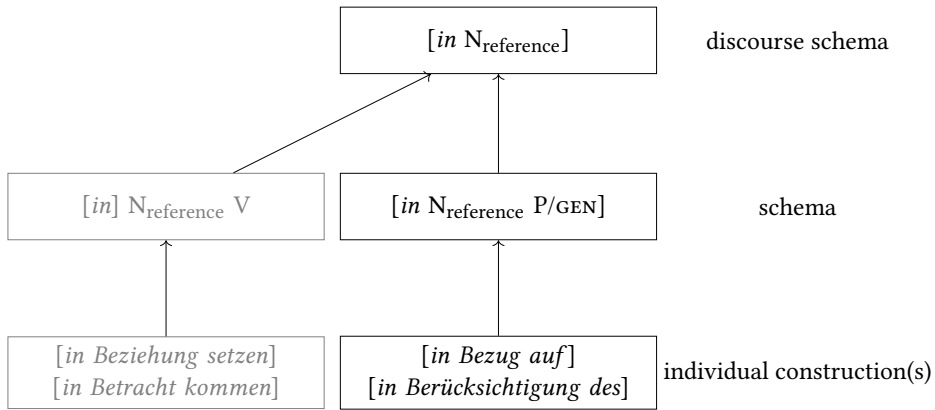 [in N_reference] discourse schema
[in] N_reference V [in N_reference P/GEN] schema
[in Beziehung setzen] [in Bezug auf]
[in Betracht kommen] [in Berücksichtigung des] individual construction(s)